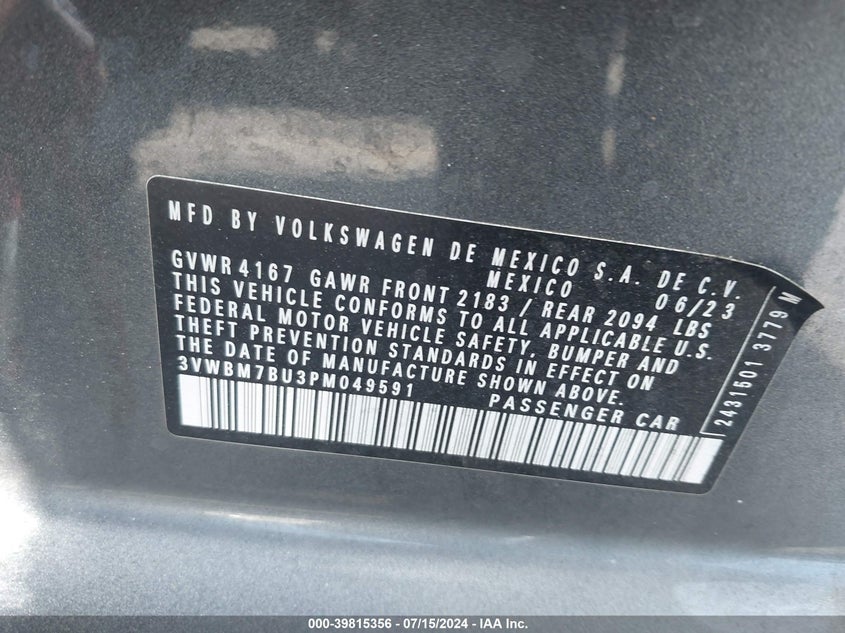 MFD BY VOLKSWAGEN DE MEXICO S.A. DE C.V.
MEXICO 06/23
GVWR 4167 GAWR FRONT 2183 / REAR 2094 LBS
THIS VEHICLE CONFORMS TO ALL APPLICABLE U.S.
FEDERAL MOTOR VEHICLE SAFETY, BUMPER AND
THEFT PREVENTION STANDARDS IN EFFECT ON
THE DATE OF MANUFACTURE SHOWN ABOVE.
3VWBM7BU3PM049591 PASSENGER CAR
2431501 3779 M
000-39815356 - 07/15/2024 - IAA Inc.